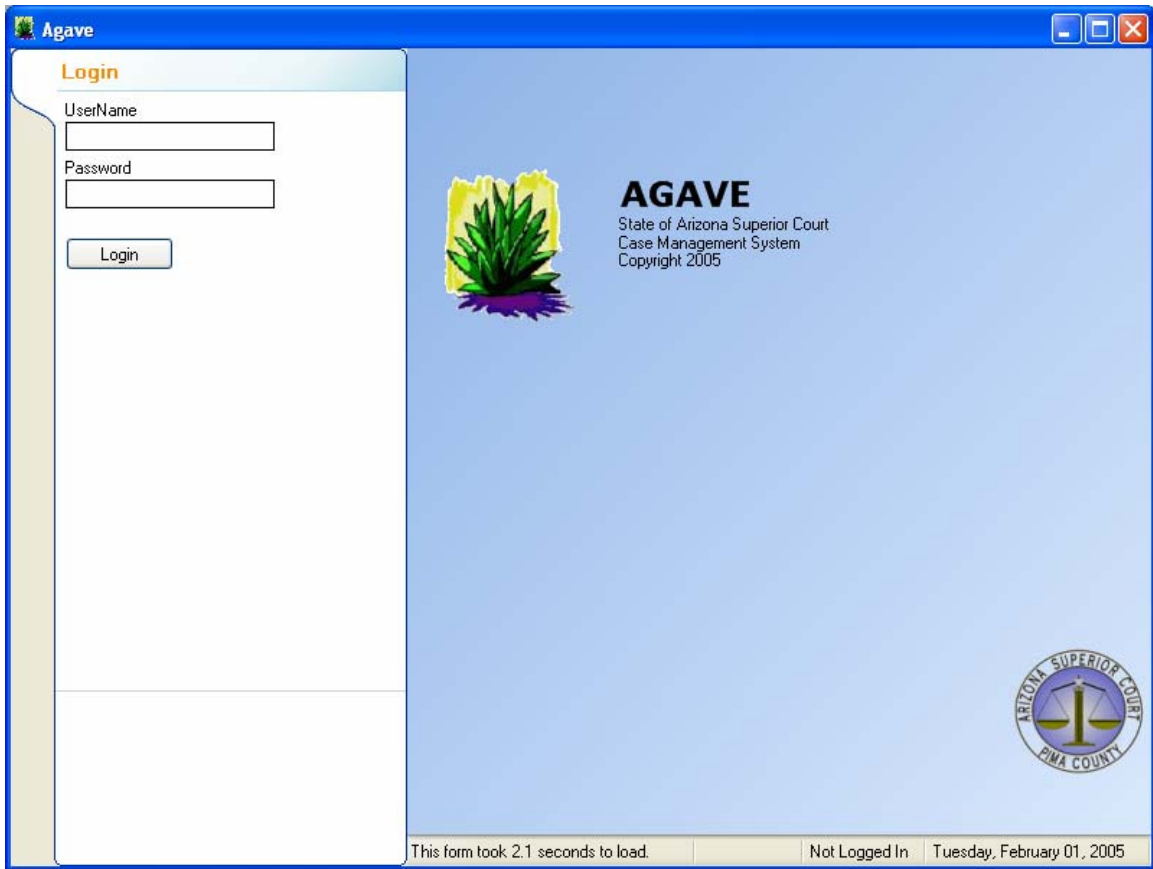 Agave
Login
UserName
Password
Login
AGAVE
State of Arizona Superior Court
Case Management System
Copyright 2005
ARIZONA SUPERIOR COURT
PIMA COUNTY
This form took 2.1 seconds to load.
Not Logged In
Tuesday, February 01, 2005